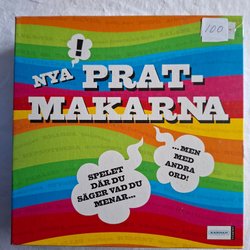 100:-
!
NYA
PRAT-
MAKARNA
SPELET
DÄR DU
SÄGER VAD DU
MENAR...
...MEN
MED
ANDRA
ORD!